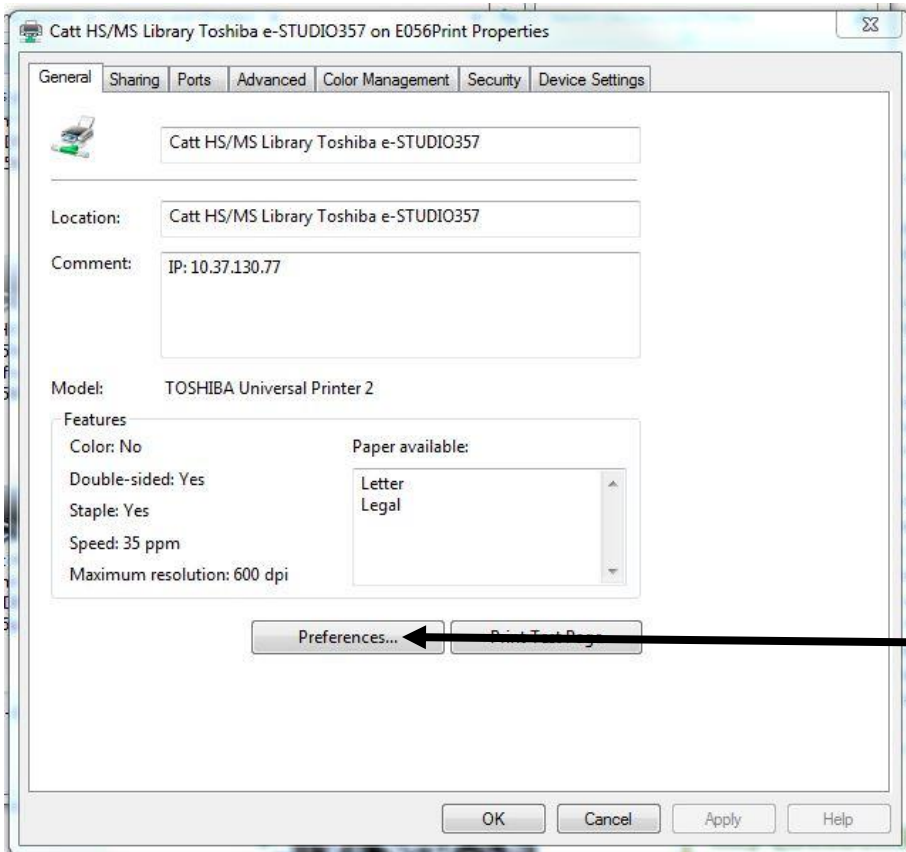 Catt HS/MS Library Toshiba e-STUDIO357 on E056Print Properties
General Sharing Ports Advanced Color Management Security Device Settings
Catt HS/MS Library Toshiba e-STUDIO357
Location: Catt HS/MS Library Toshiba e-STUDIO357
Comment: IP: 10.37.130.77
Model: TOSHIBA Universal Printer 2
Features
Color: No Paper available:
Double-sided: Yes Letter
Staple: Yes Legal
Speed: 35 ppm
Maximum resolution: 600 dpi
Preferences... Print Test Page
OK Cancel Apply Help